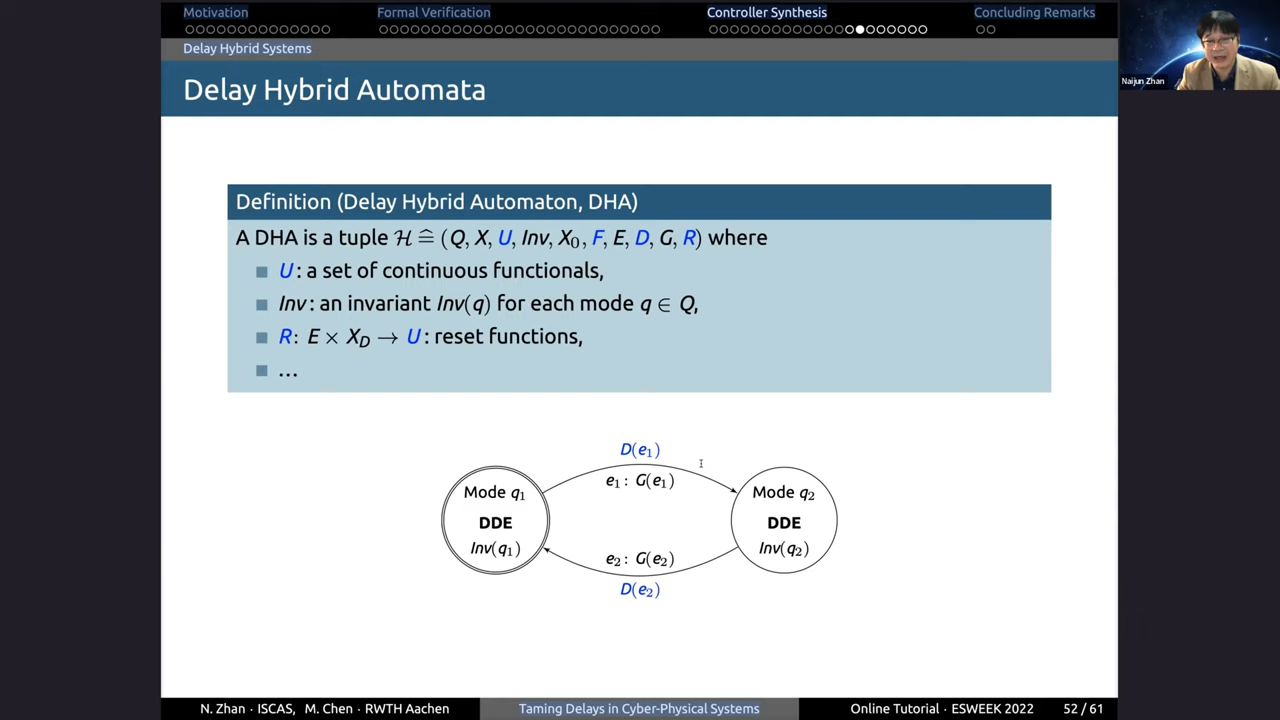 Motivation Formal Verification Controller Synthesis Concluding Remarks
Delay Hybrid Systems
Delay Hybrid Automata
Naijun Zhan
Definition (Delay Hybrid Automaton, DHA)
A DHA is a tuple ℋ ≙ (Q, X, U, Inv, X₀, F, E, D, G, R) where
U: a set of continuous functionals,
Inv: an invariant Inv(q) for each mode q ∈ Q,
R: E × X_D → U: reset functions,
...
D(e₁)
e₁: G(e₁)
Mode q₁
DDE
Inv(q₁)
Mode q₂
DDE
Inv(q₂)
e₂: G(e₂)
D(e₂)
N. Zhan · ISCAS, M. Chen · RWTH Aachen Taming Delays in Cyber-Physical Systems Online Tutorial · ESWEEK 2022 52 / 61